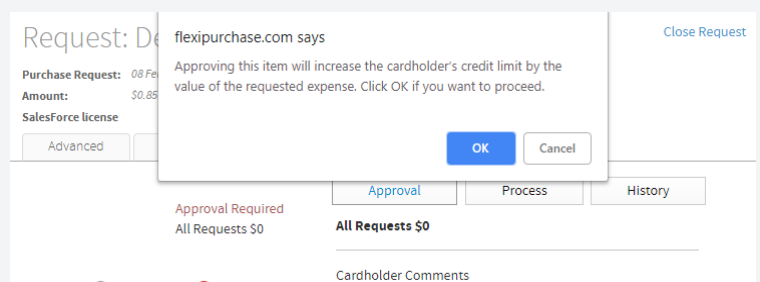 Request: D
flexipurchase.com says
Close Request
Purchase Request: 08 Fe
Approving this item will increase the cardholder's credit limit by the
value of the requested expense. Click OK if you want to proceed.
Amount: $0.85
SalesForce license
OK
Cancel
Advanced
Approval
Process
History
Approval Required
All Requests $0
All Requests $0
Cardholder Comments